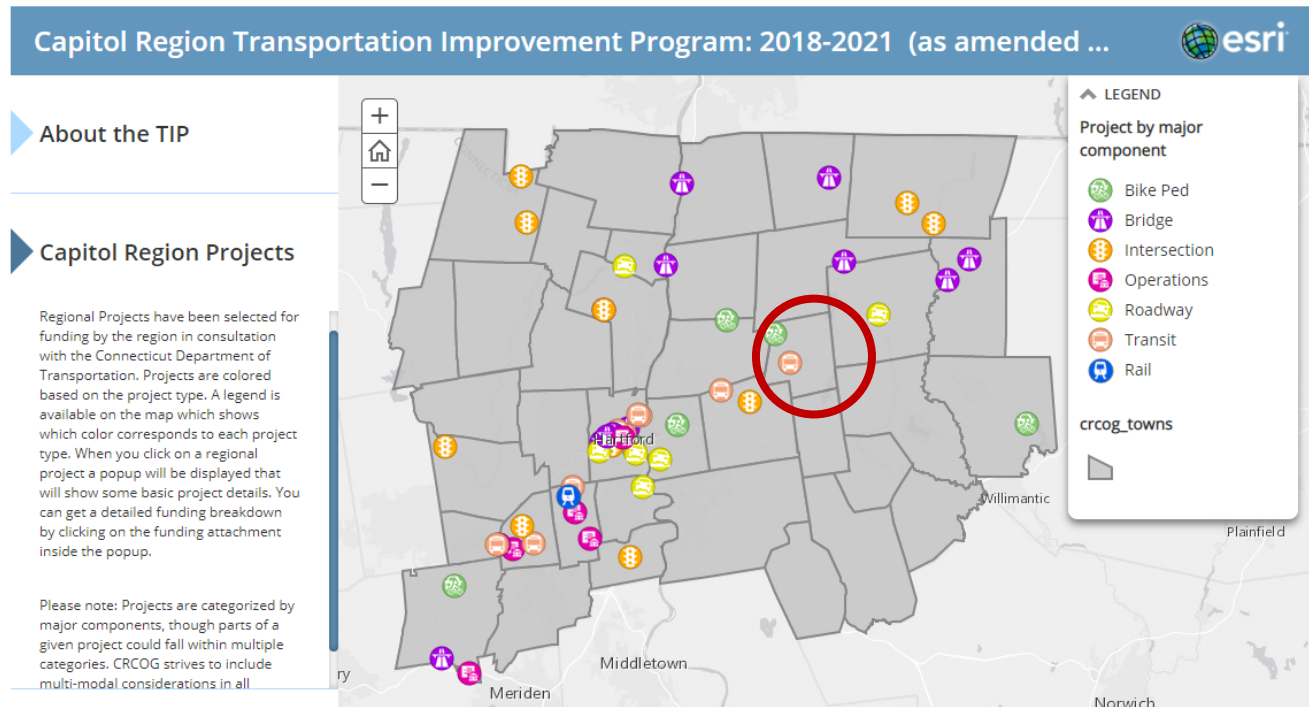 Capitol Region Transportation Improvement Program: 2018-2021 (as amended ...
esri
About the TIP
Capitol Region Projects
Regional Projects have been selected for
funding by the region in consultation
with the Connecticut Department of
Transportation. Projects are colored
based on the project type. A legend is
available on the map which shows
which color corresponds to each project
type. When you click on a regional
project a popup will be displayed that
will show some basic project details. You
can get a detailed funding breakdown
by clicking on the funding attachment
inside the popup.
Please note: Projects are categorized by
major components, though parts of a
given project could fall within multiple
categories. CRCOG strives to include
multi-modal considerations in all
+
−
CONNECTICUT
Hartford
Willimantic
Plainfield
Middletown
ry
Meriden
Norwich
LEGEND
Project by major
component
Bike Ped
Bridge
Intersection
Operations
Roadway
Transit
Rail
crcog_towns